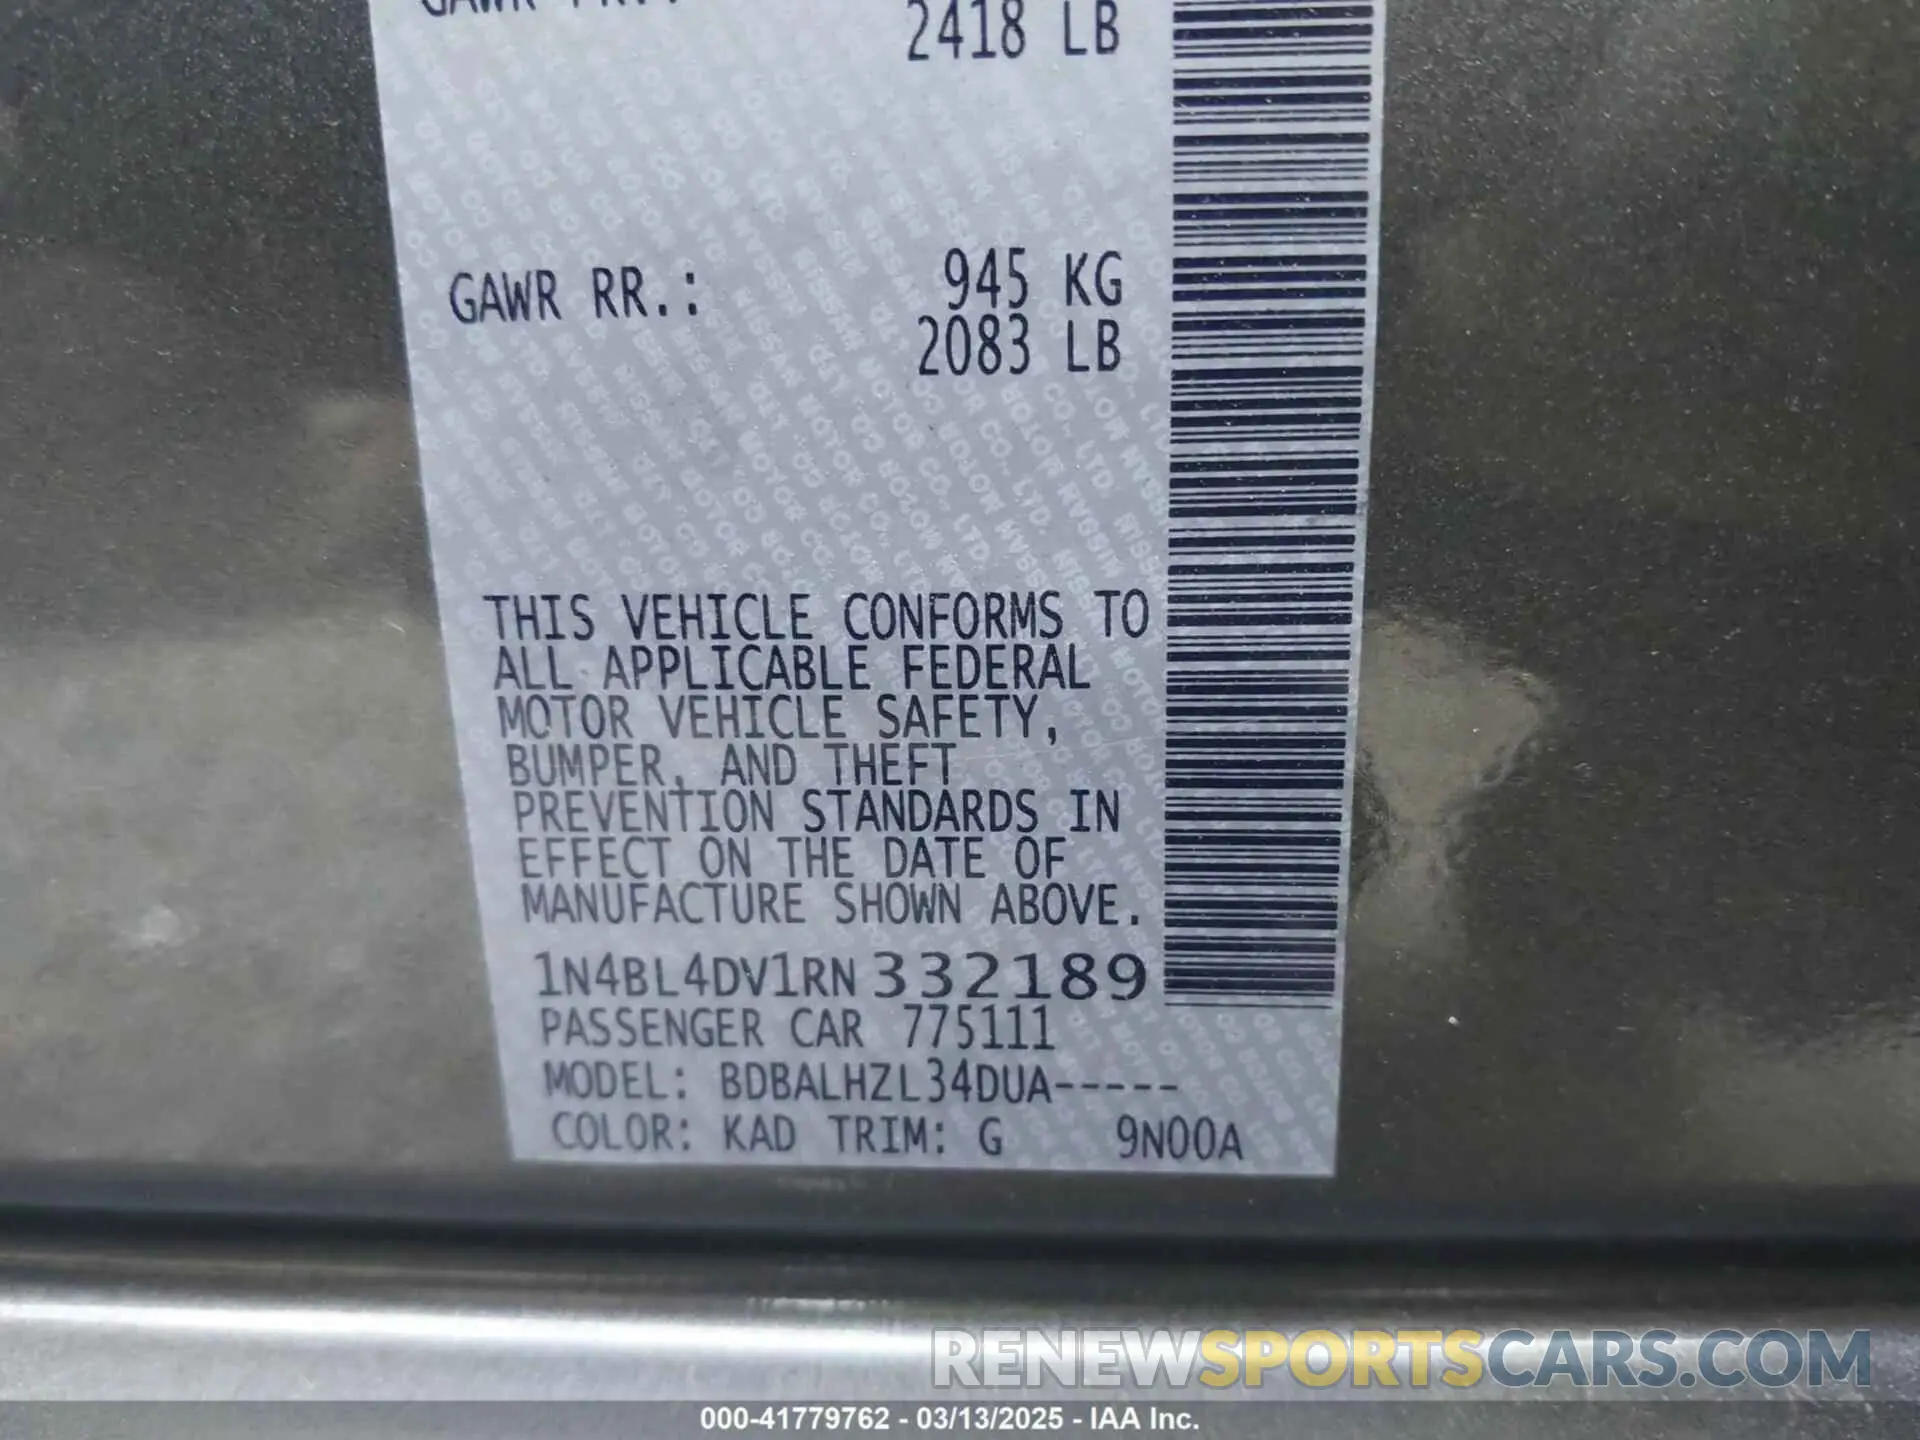 GAWR FR.:
2418 LB
GAWR RR.: 945 KG
2083 LB
THIS VEHICLE CONFORMS TO
ALL APPLICABLE FEDERAL
MOTOR VEHICLE SAFETY,
BUMPER, AND THEFT
PREVENTION STANDARDS IN
EFFECT ON THE DATE OF
MANUFACTURE SHOWN ABOVE.
1N4BL4DV1RN332189
PASSENGER CAR 775111
MODEL: BDBALHZL34DUA-----
COLOR: KAD TRIM: G 9N00A
RENEWSPORTSCARS.COM
000-41779762 - 03/13/2025 - IAA Inc.